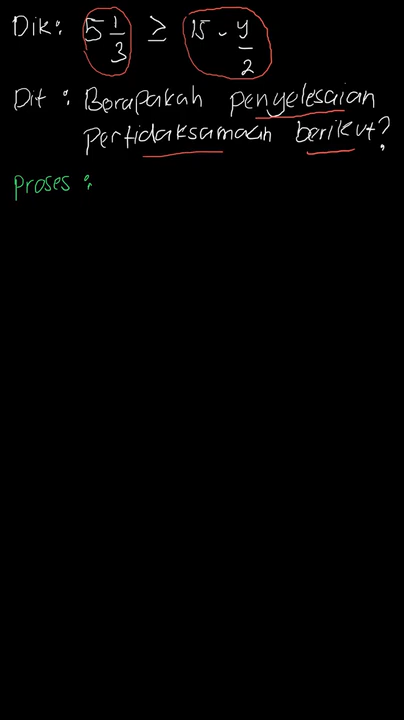 Dik: 5 1/3 ≥ 15 - y/2
Dit: Berapakah penyelesaian
pertidaksamaan berikut?
Proses: